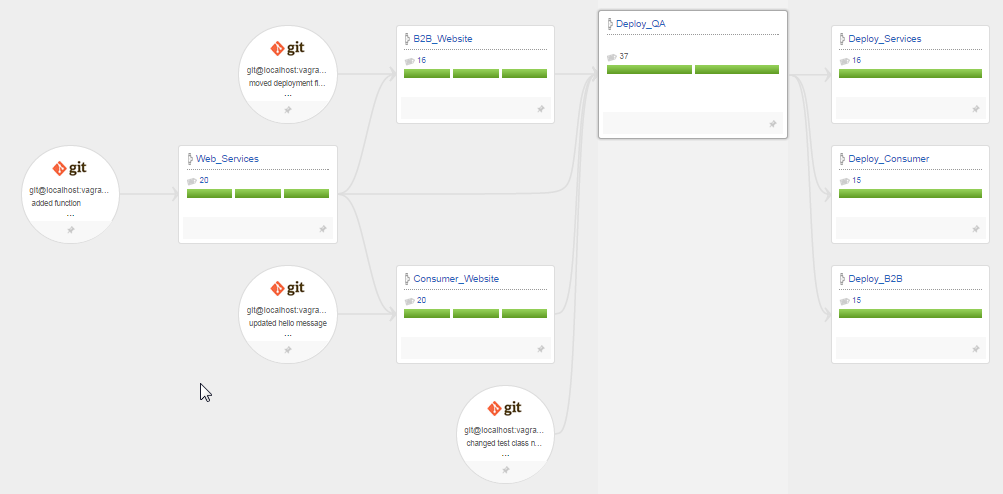 git
git@localhost:vagra...
moved deployment fi...
...
B2B_Website
16
Deploy_QA
37
Deploy_Services
16
git
git@localhost:vagra...
added function
...
Web_Services
20
Deploy_Consumer
15
git
git@localhost:vagra...
updated hello message
...
Consumer_Website
20
Deploy_B2B
15
git
git@localhost:vagra...
changed test class n...
...